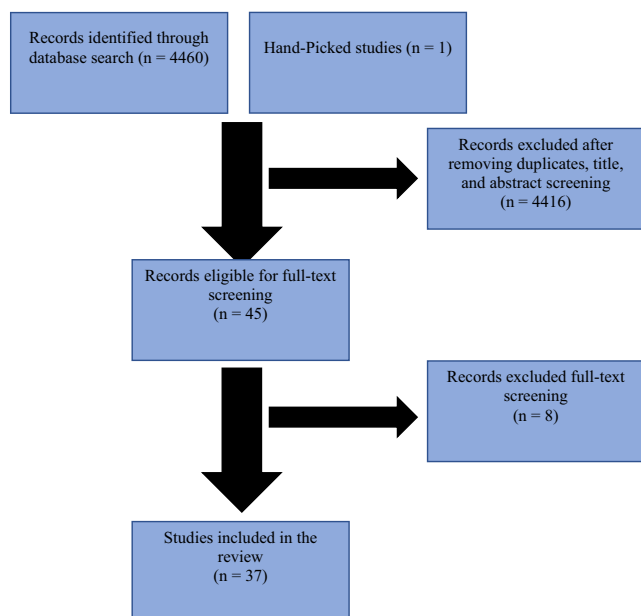 Records identified through
database search (n = 4460)
Hand-Picked studies (n = 1)
Records excluded after
removing duplicates, title,
and abstract screening
(n = 4416)
Records eligible for full-text
screening
(n = 45)
Records excluded full-text
screening
(n = 8)
Studies included in the
review
(n = 37)